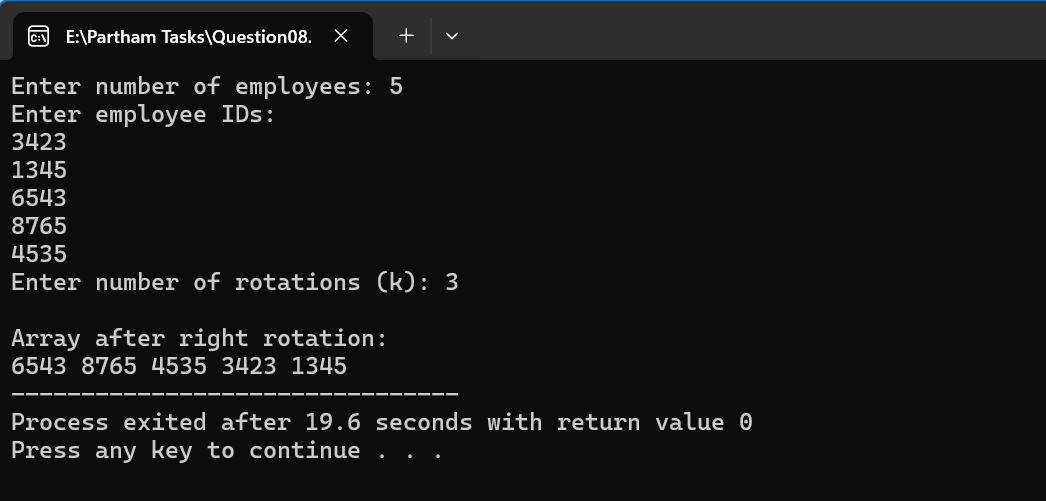 E:\Partham Tasks\Question08.
Enter number of employees: 5
Enter employee IDs:
3423
1345
6543
8765
4535
Enter number of rotations (k): 3
Array after right rotation:
6543 8765 4535 3423 1345
--------------------------------
Process exited after 19.6 seconds with return value 0
Press any key to continue . . .